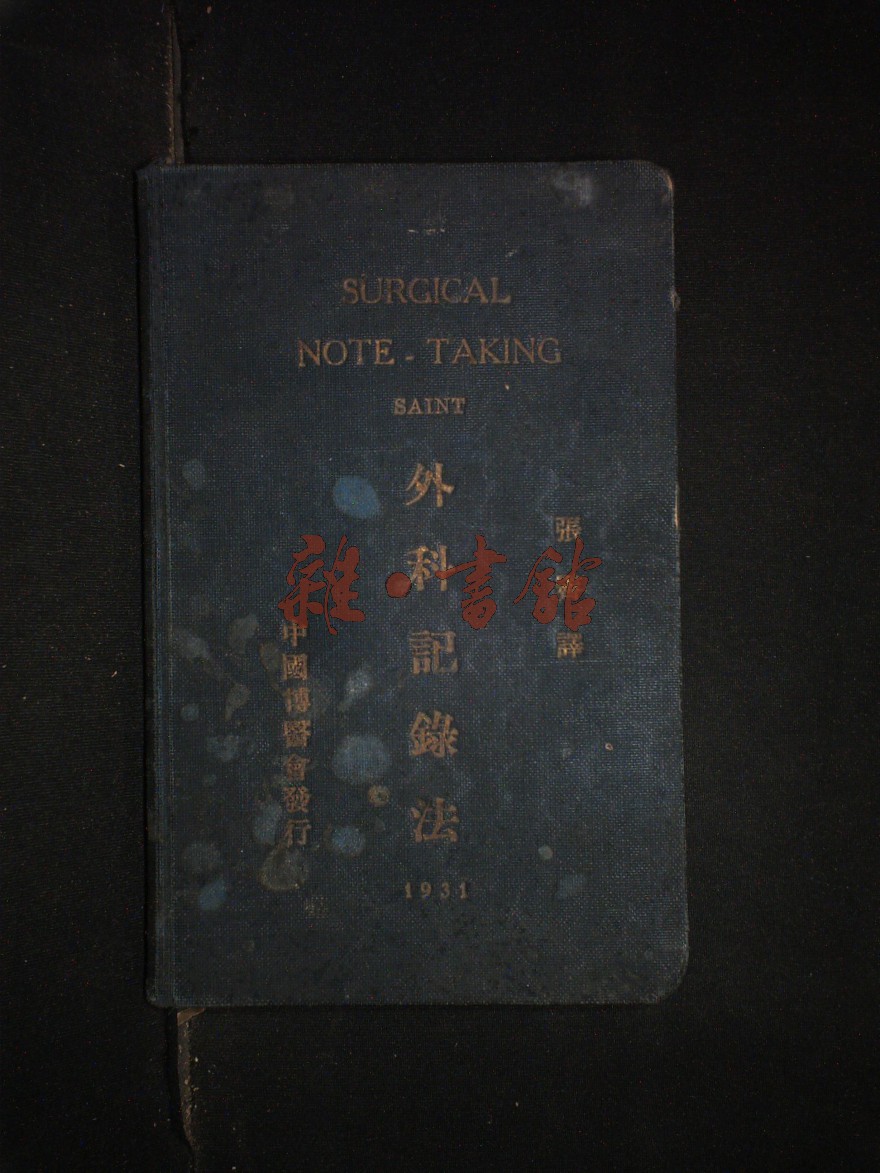 SURGICAL
NOTE - TAKING
SAINT
張 譯
外科記錄法
中國博醫會發行
1931
雜·書館